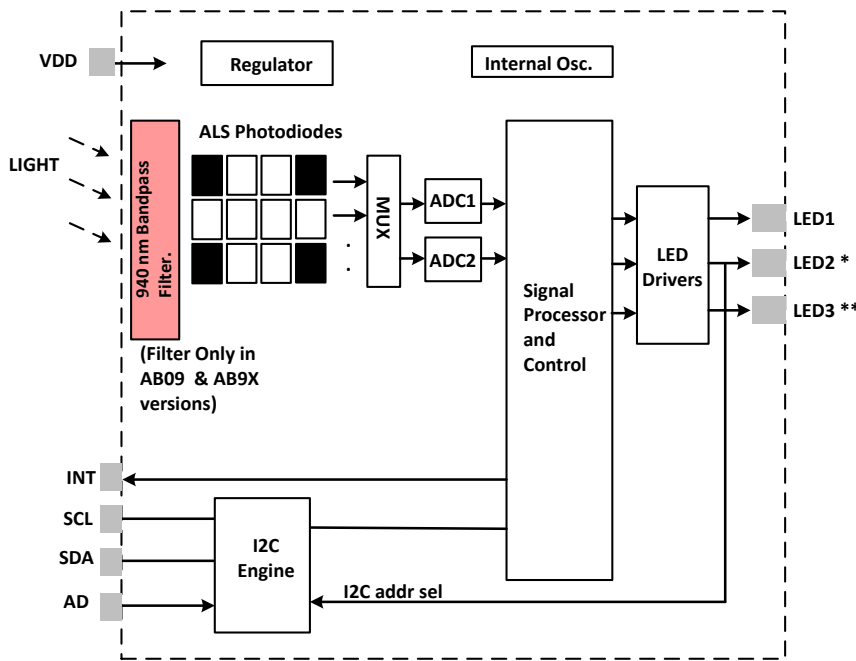 VDD
Regulator
Internal Osc.
LIGHT
940 nm Bandpass
Filter.
ALS Photodiodes
MUX
ADC1
ADC2
Signal
Processor
and
Control
LED
Drivers
LED1
LED2 *
LED3 **
(Filter Only in
AB09 & AB9X
versions)
INT
SCL
SDA
AD
I2C
Engine
I2C addr sel